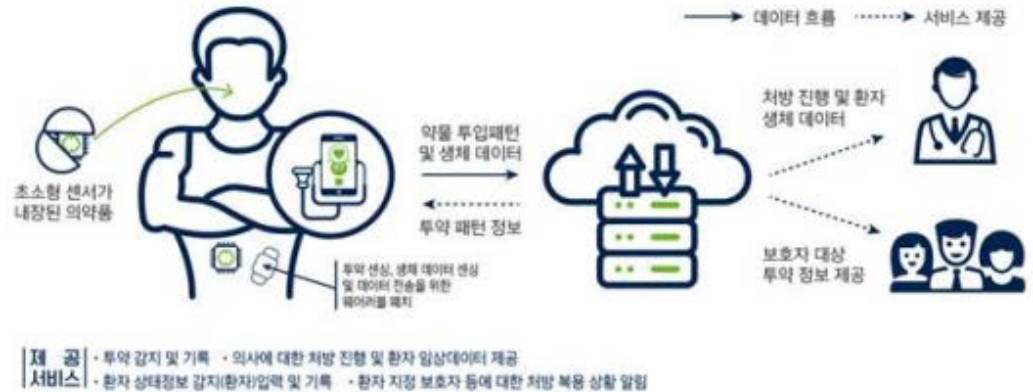 데이터 흐름
서비스 제공
초소형 센서가
내장된 의약품
약물 투입패턴
및 생체 데이터
투약 패턴 정보
투약 센싱, 생체 데이터 센싱
및 데이터 전송을 위한
웨어러블 패치
처방 진행 및 환자
생체 데이터
보호자 대상
투약 정보 제공
제 공
서비스
· 투약 감지 및 기록 · 의사에 대한 처방 진행 및 환자 임상데이터 제공
· 환자 상태정보 감지(환자)입력 및 기록 · 환자 지정 보호자 등에 대한 처방 복용 상황 알림